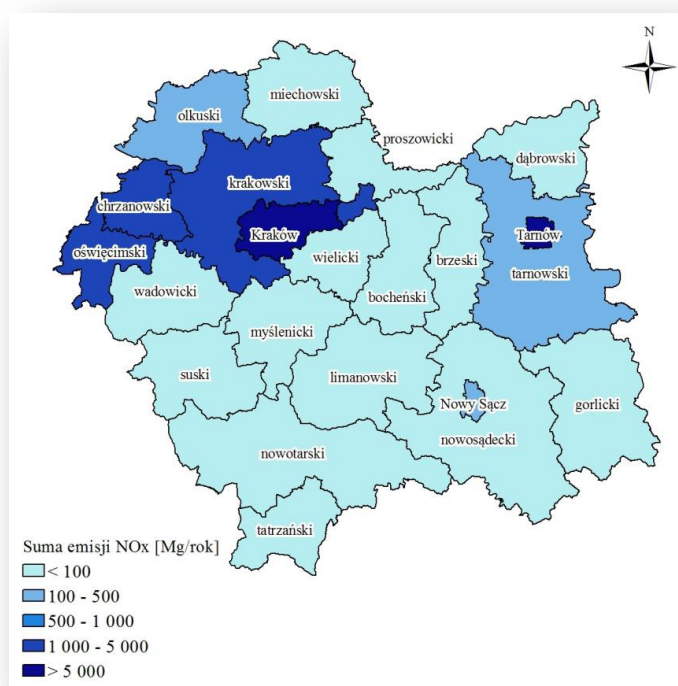 N
miechowski
olkuski
proszowicki
dąbrowski
krakowski
chrzanowski
Kraków
Tarnów
oświęcimski
wielicki
brzeski
tarnowski
wadowicki
bocheński
myślenicki
suski
limanowski
Nowy Sącz
gorlicki
nowosądecki
nowotarski
tatrzański
Suma emisji NOx [Mg/rok]
< 100
100 - 500
500 - 1 000
1 000 - 5 000
> 5 000